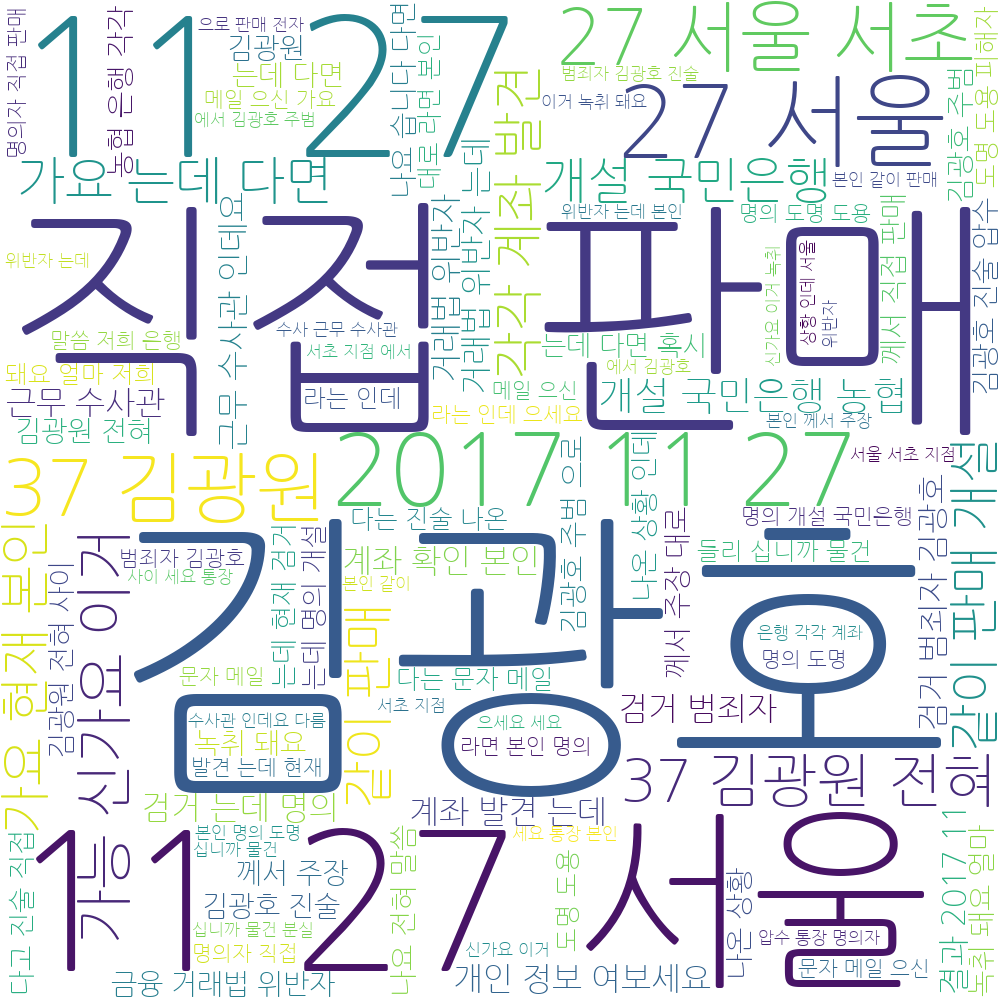 명의자 직접 판매
11 27
농협 은행 각각
으로 판매 전자
김광원
는데 다면
메일 으신 가요
에서 김광호 주범
나요 습니다 다면
대로 라면 본인
각각 계좌 발견
27 서울 서초
범죄자 김광호 진술
이거 녹취 돼요
27 서울
김광호 주범
도명 도용 피해자
가요 는데 다면
개설 국민은행
본인 같이 판매
직접 판매
위반자 는데 본인
명의 도명 도용
위반자 는데
근무 수사관 인데요
거래법 위반자
거래법 위반자 는데
신가요 이거 녹취
상황 인데 서울
위반자
께서 직접 판매
김광호 진술 압수
말씀 저희 은행
수사 근무 수사관
서초 지점 에서
는데 다면 혹시
에서 김광호
돼요 얼마 저희
근무 수사관
라는 인데
메일 으신
라는 인데 으세요
개설 국민은행 농협
본인 께서 주장
김광원 전혀
2017 11 27
서울 서초 지점
37 김광원
다는 진술 나온
명의 개설 국민은행
가요 현재 본인
김광원 전혀 사이
가능 신가요 이거
범죄자 김광호
사이 세요 통장
는데 현재 검거
는데 명의 개설
계좌 확인 본인
본인 같이
같이 판매
김광호 주범 으로
나온 상황 인데
께서 주장 대로
들리 십니까 물건
김광호
검거 범죄자 김광호
같이 판매 개설
은행 각각 계좌
명의 도명
문자 메일
다는 문자 메일
서초 지점
검거 범죄자
수사관 인데요 다름
녹취 돼요
발견 는데 현재
으세요 세요
라면 본인 명의
37 김광원 전혀
검거 는데 명의
계좌 발견 는데
11 27 서울
다고 진술 직접
본인 명의 도명
십니까 물건
세요 통장 본인
께서 주장
김광호 진술
십니까 물건 분실
명의자 직접
나요 전혀 말씀
신가요 이거
도명 도용
나온 상황
압수 통장 명의자
문자 메일 으신
결과 2017 11
녹취 돼요 얼마
금융 거래법 위반자
개인 정보 여보세요